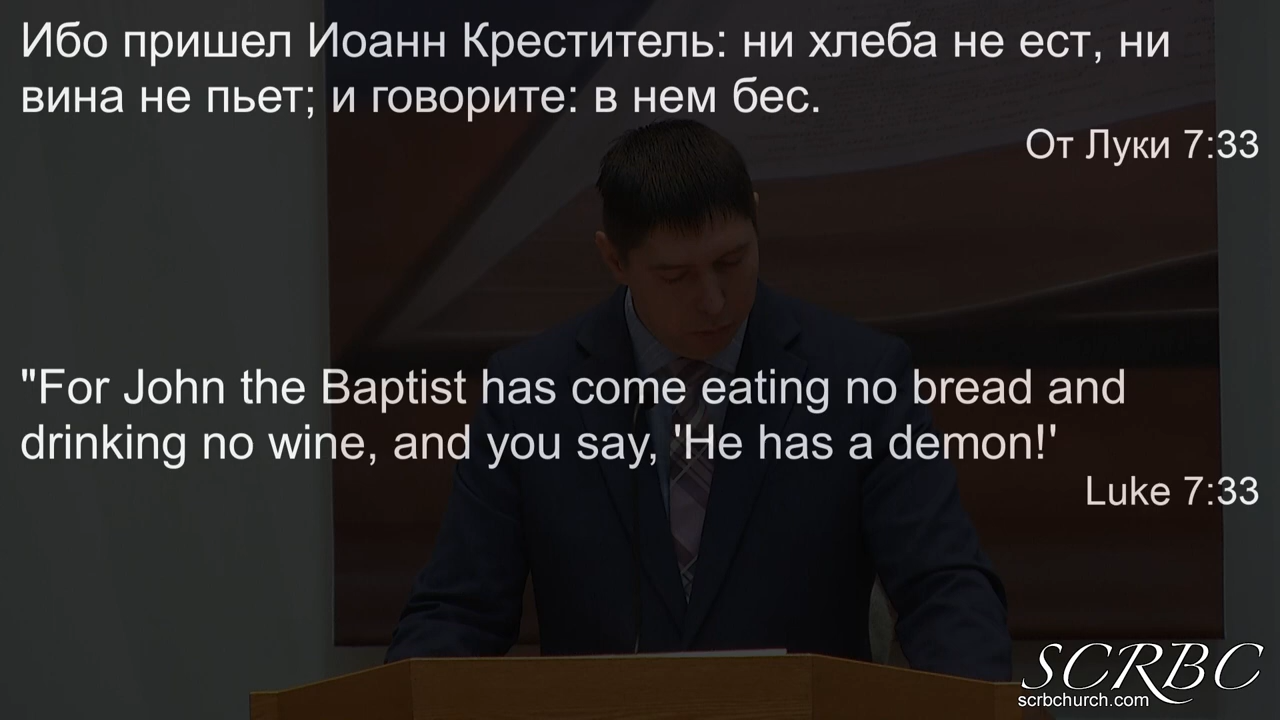 Ибо пришел Иоанн Креститель: ни хлеба не ест, ни
вина не пьет; и говорите: в нем бес.
От Луки 7:33
"For John the Baptist has come eating no bread and
drinking no wine, and you say, 'He has a demon!'
Luke 7:33
SCRBC
scrbchurch.com